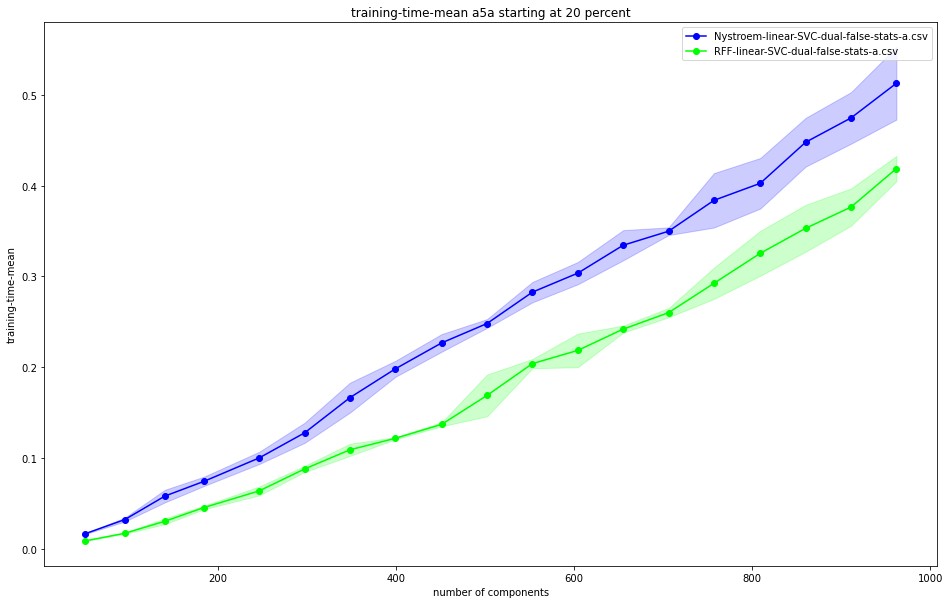 training-time-mean a5a starting at 20 percent
Nystroem-linear-SVC-dual-false-stats-a.csv
RFF-linear-SVC-dual-false-stats-a.csv
training-time-mean
0.5
0.4
0.3
0.2
0.1
0.0
200 400 600 800 1000
number of components